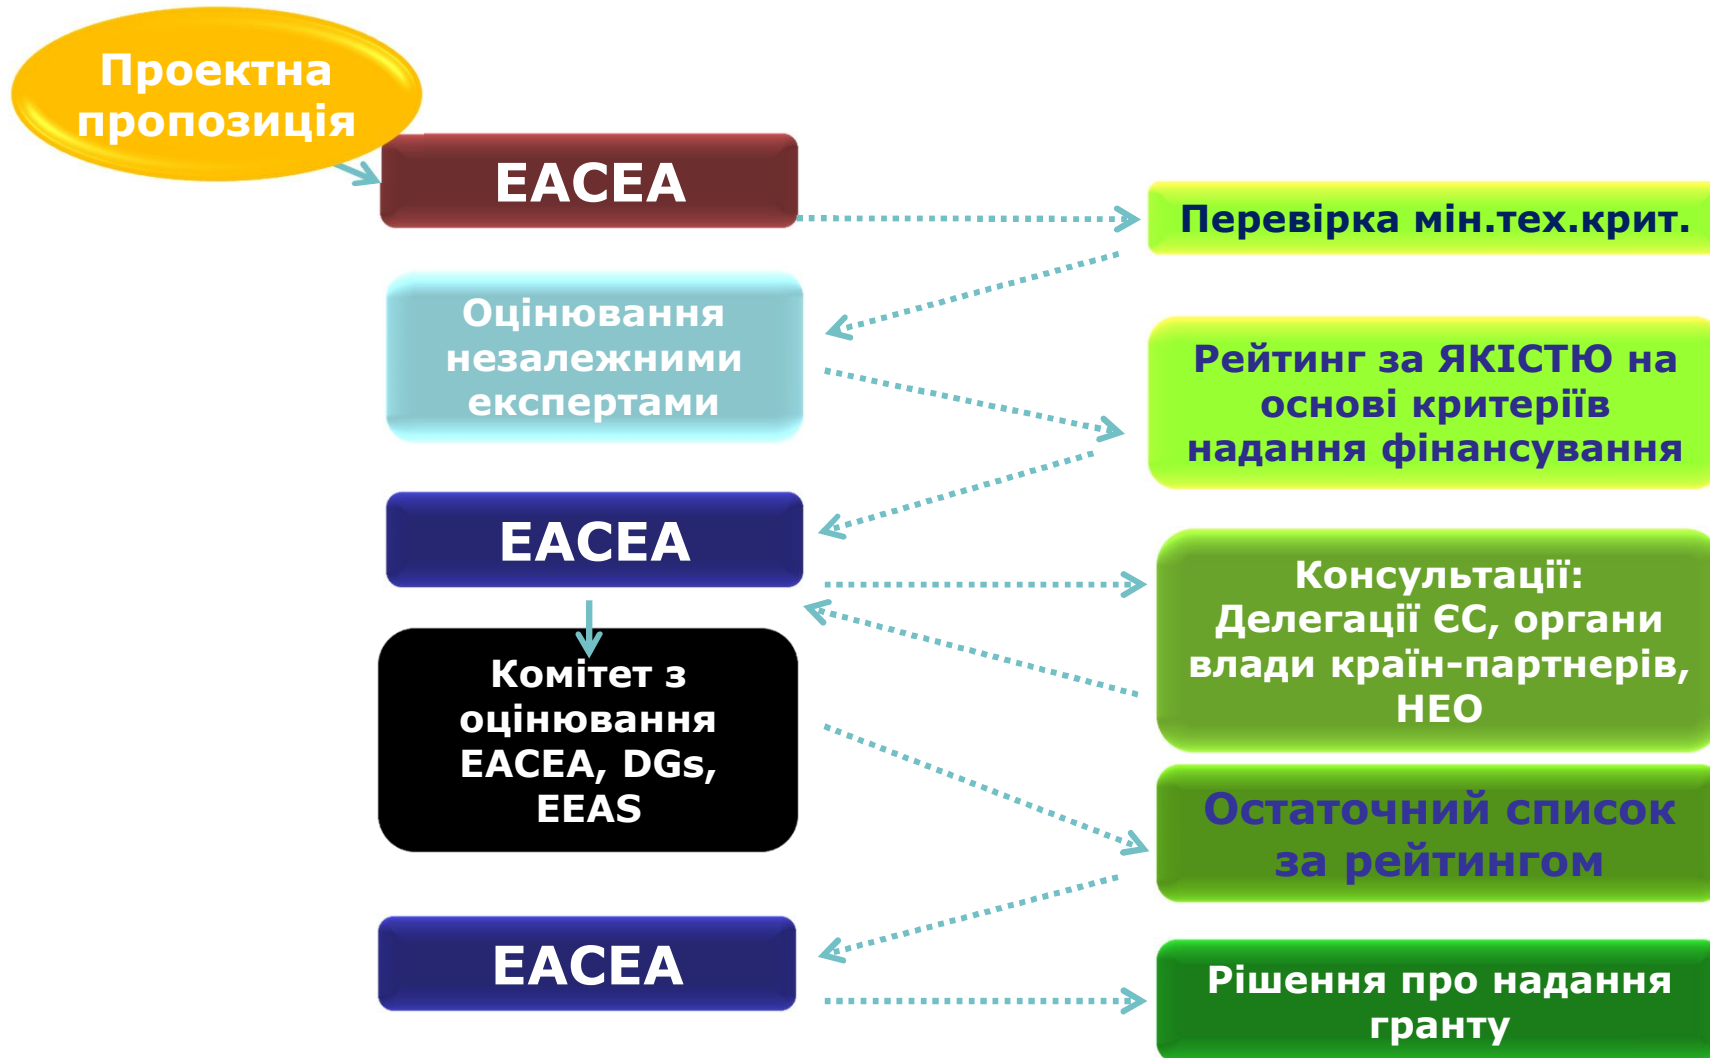 Проектна
пропозиція
EACEA
Перевірка мін.тех.крит.
Оцінювання
незалежними
експертами
Рейтинг за ЯКІСТЮ на
основі критеріїв
надання фінансування
EACEA
Консультації:
Делегації ЄС, органи
влади країн-партнерів,
НЕО
Комітет з
оцінювання
EACEA, DGs,
EEAS
Остаточний список
за рейтингом
EACEA
Рішення про надання
гранту